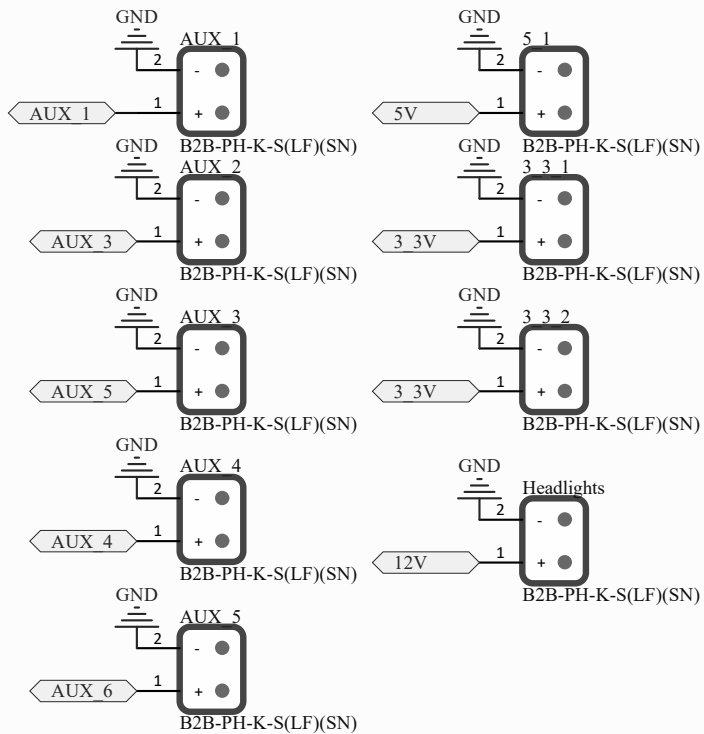 GND
AUX_1
2
-
1
+
AUX_1
B2B-PH-K-S(LF)(SN)
GND
AUX_2
2
-
1
+
AUX_3
B2B-PH-K-S(LF)(SN)
GND
AUX_3
2
-
1
+
AUX_5
B2B-PH-K-S(LF)(SN)
GND
AUX_4
2
-
1
+
AUX_4
B2B-PH-K-S(LF)(SN)
GND
AUX_5
2
-
1
+
AUX_6
B2B-PH-K-S(LF)(SN)
GND
5_1
2
-
1
+
5V
B2B-PH-K-S(LF)(SN)
GND
3_3_1
2
-
1
+
3_3V
B2B-PH-K-S(LF)(SN)
GND
3_3_2
2
-
1
+
3_3V
B2B-PH-K-S(LF)(SN)
GND
Headlights
2
-
1
+
12V
B2B-PH-K-S(LF)(SN)